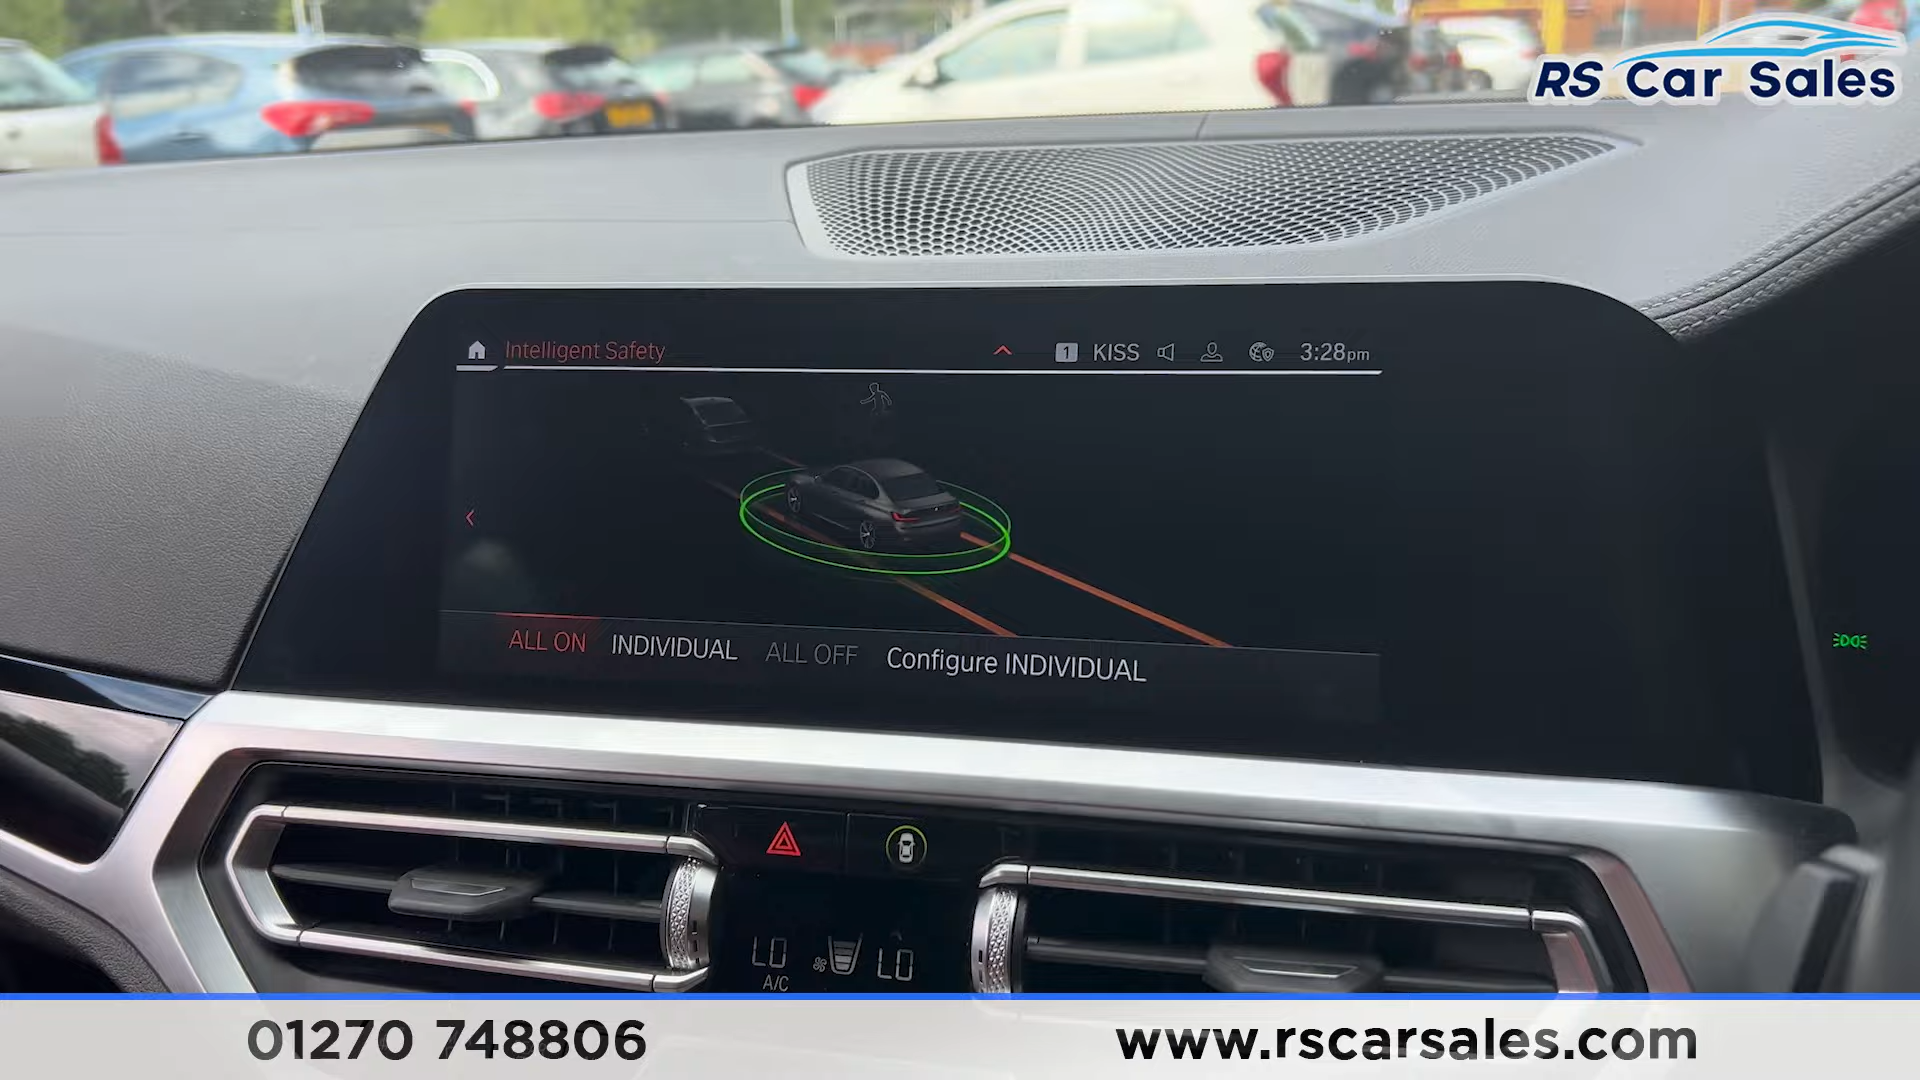 RS Car Sales
Intelligent Safety
1 KISS 3:28pm
ALL ON INDIVIDUAL ALL OFF Configure INDIVIDUAL
LO LO
A/C
01270 748806 www.rscarsales.com